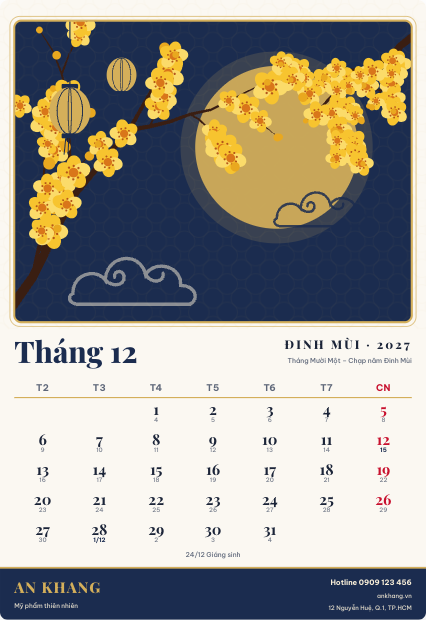 Tháng 12
ĐINH MÙI · 2027
Tháng Mười Một – Chạp năm Đinh Mùi
T2 T3 T4 T5 T6 T7 CN
1 2 3 4 5
4 5 6 7 8
6 7 8 9 10 11 12
9 10 11 12 13 14 15
13 14 15 16 17 18 19
16 17 18 19 20 21 22
20 21 22 23 24 25 26
23 24 25 26 27 28 29
27 28 29 30 31
30 1/12 2 3 4
24/12 Giáng sinh
AN KHANG
Mỹ phẩm thiên nhiên
Hotline 0909 123 456
ankhang.vn
12 Nguyễn Huệ, Q.1, TP.HCM